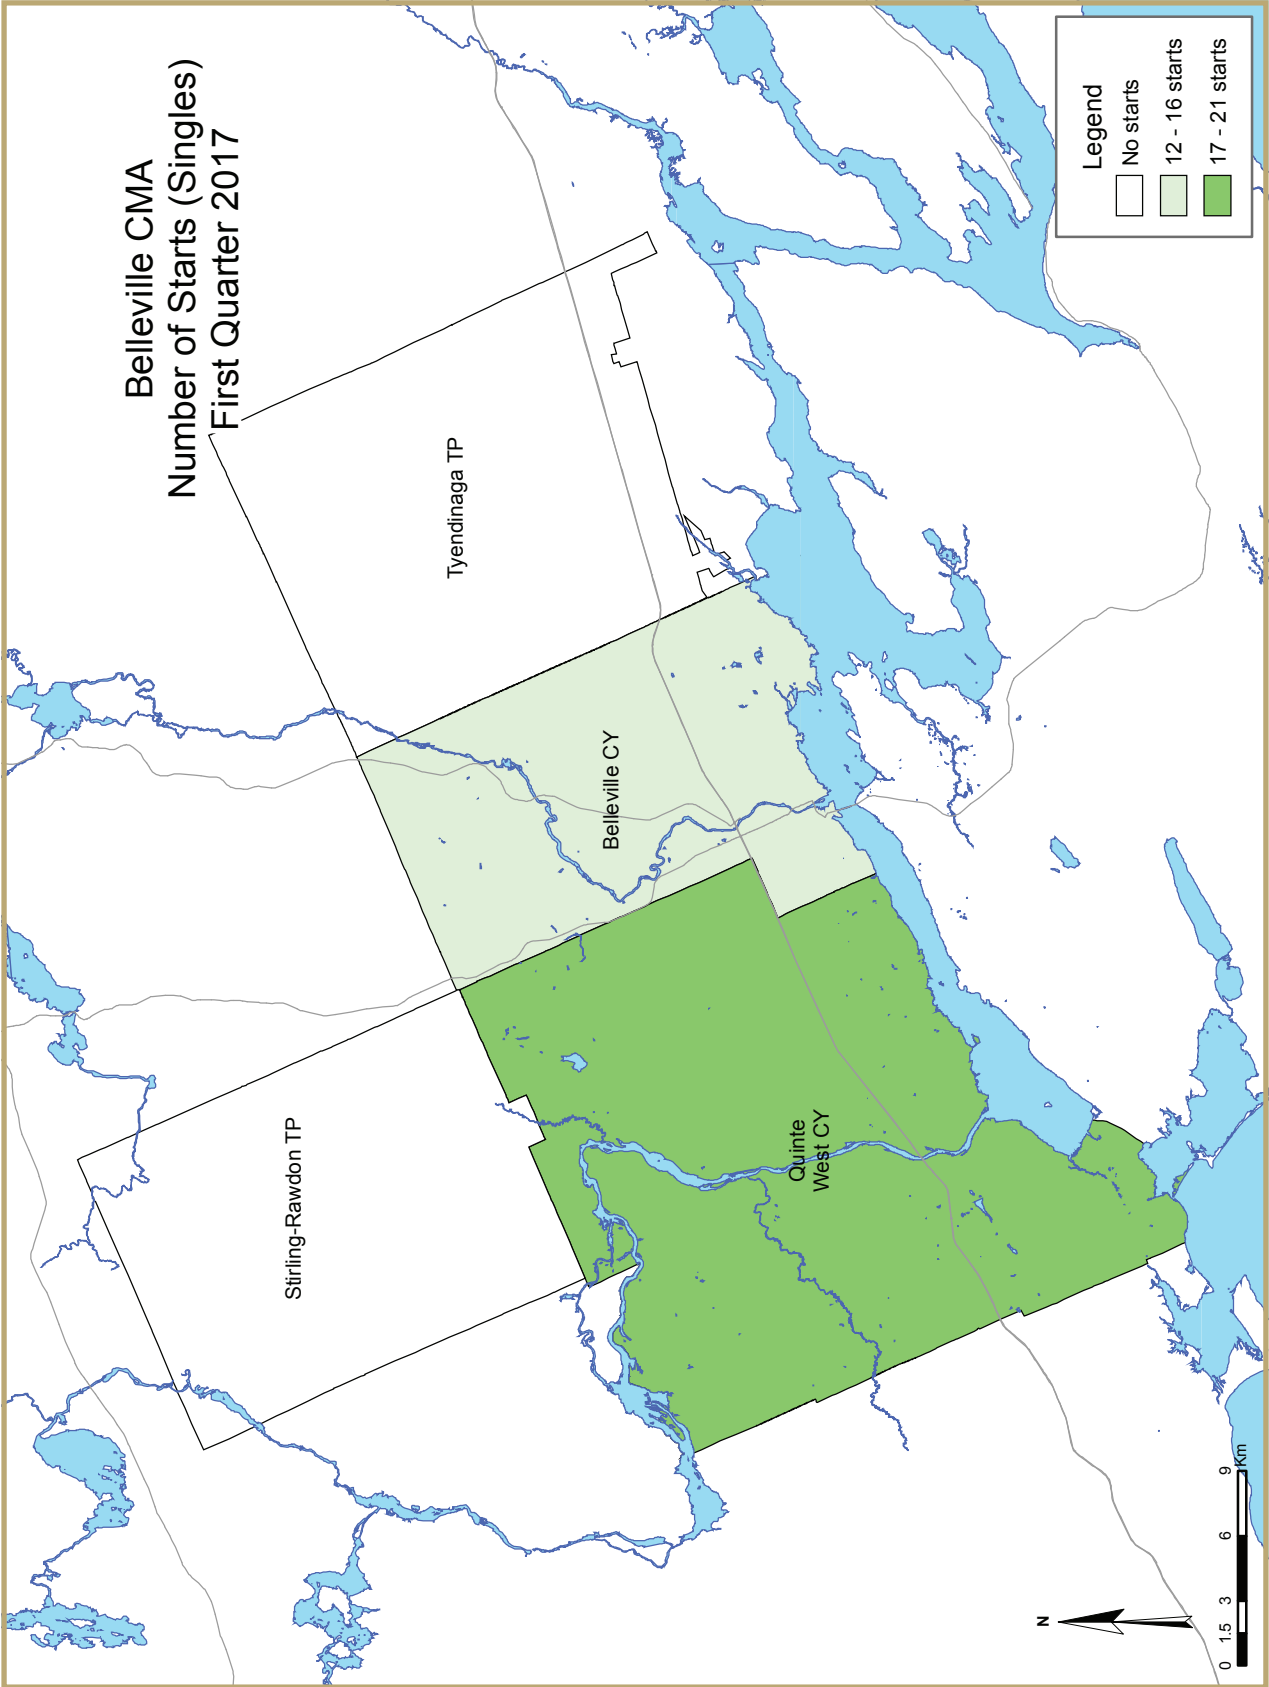 Belleville CMA
Number of Starts (Singles)
First Quarter 2017
Stirling-Rawdon TP
Tyendinaga TP
Belleville CY
Quinte
West CY
Legend
No starts
12 - 16 starts
17 - 21 starts
N
0 1.5 3 6 9
Km